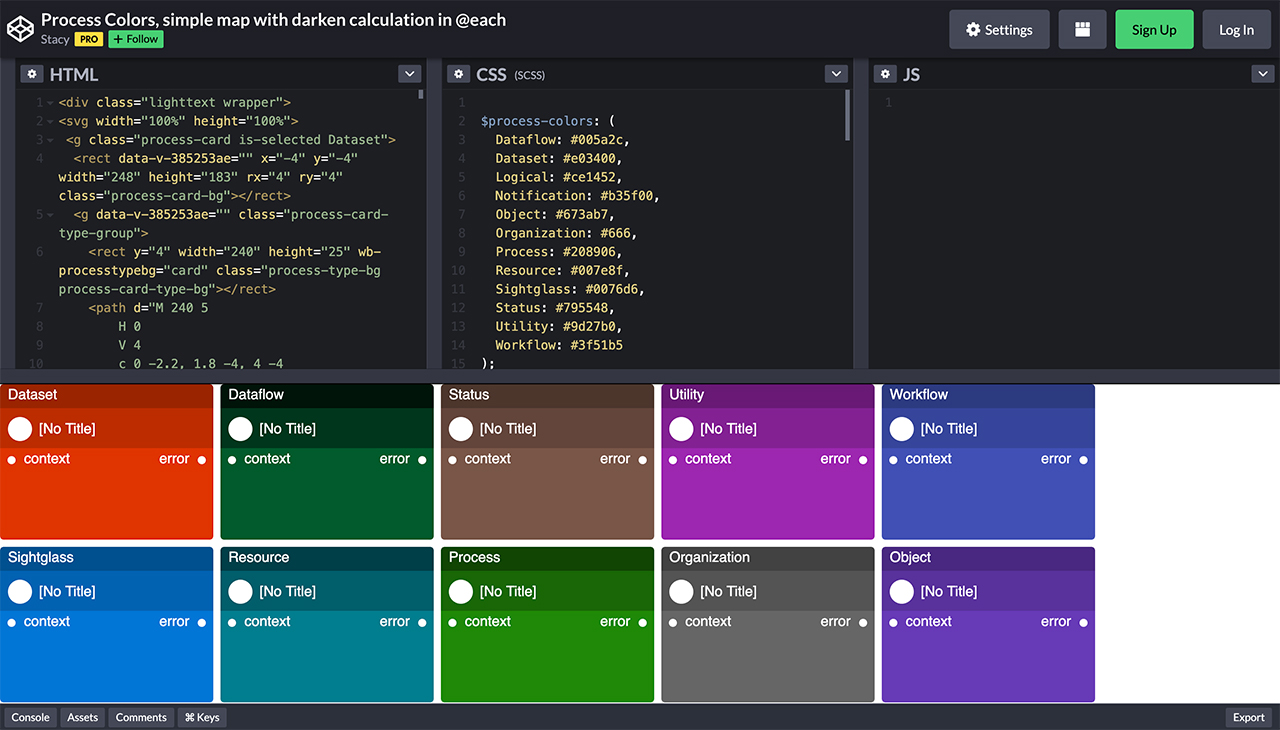 Process Colors, simple map with darken calculation in @each
Stacy PRO + Follow
Settings
Sign Up
Log In
HTML
1 <div class="lighttext wrapper">
2 <svg width="100%" height="100%">
3 <g class="process-card is-selected Dataset">
4 <rect data-v-385253ae="" x="-4" y="-4"
width="248" height="183" rx="4" ry="4"
class="process-card-bg"></rect>
5 <g data-v-385253ae="" class="process-card-
type-group">
6 <rect y="4" width="240" height="25" wb-
processtypebg="card" class="process-type-bg
process-card-type-bg"></rect>
7 <path d="M 240 5
8 H 0
9 V 4
10 c 0 -2.2, 1.8 -4, 4 -4
CSS (SCSS)
1
2 $process-colors: (
3 Dataflow: #005a2c,
4 Dataset: #e03400,
5 Logical: #ce1452,
6 Notification: #b35f00,
7 Object: #673ab7,
8 Organization: #666,
9 Process: #208906,
10 Resource: #007e8f,
11 Sightglass: #0076d6,
12 Status: #795548,
13 Utility: #9d27b0,
14 Workflow: #3f51b5
15 );
JS
1
Dataset
[No Title]
context error
Dataflow
[No Title]
context error
Status
[No Title]
context error
Utility
[No Title]
context error
Workflow
[No Title]
context error
Sightglass
[No Title]
context error
Resource
[No Title]
context error
Process
[No Title]
context error
Organization
[No Title]
context error
Object
[No Title]
context error
Console Assets Comments ⌘ Keys Export